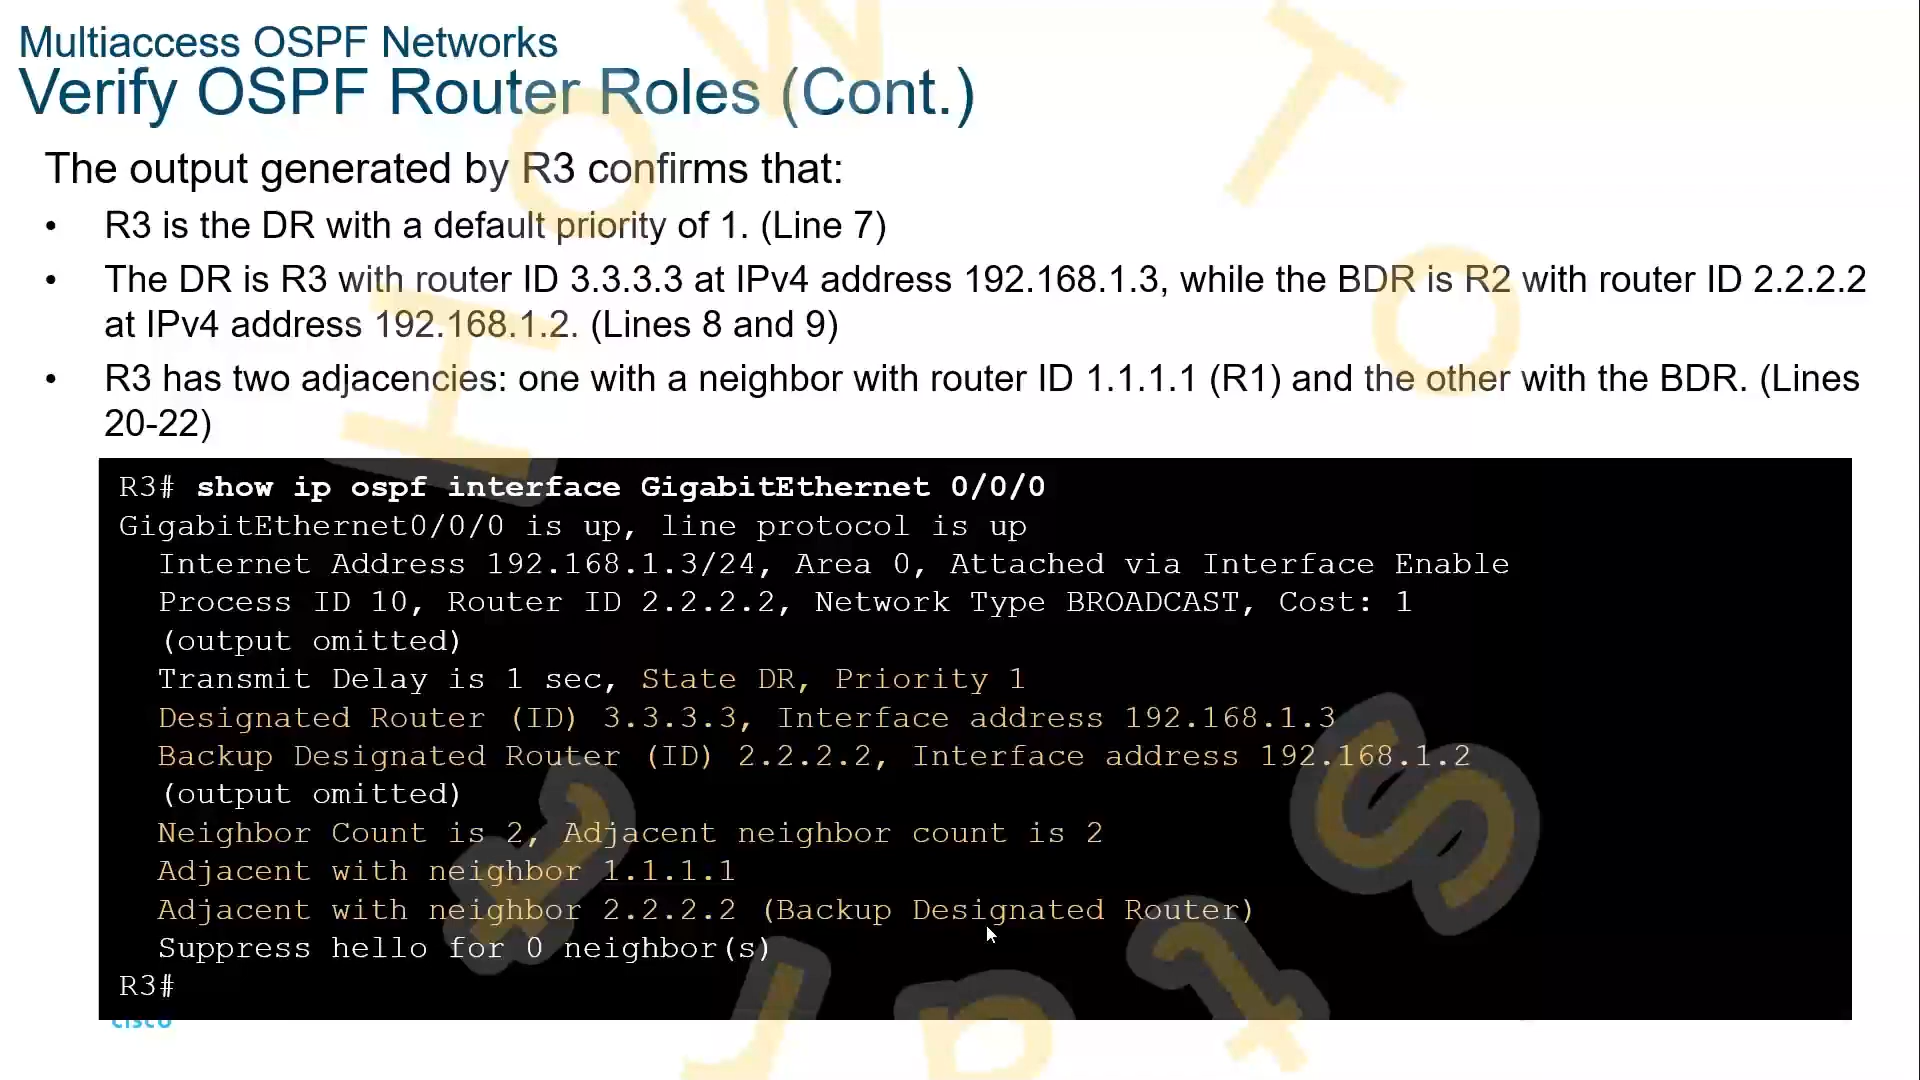 Multiaccess OSPF Networks
Verify OSPF Router Roles (Cont.)
The output generated by R3 confirms that:
• R3 is the DR with a default priority of 1. (Line 7)
• The DR is R3 with router ID 3.3.3.3 at IPv4 address 192.168.1.3, while the BDR is R2 with router ID 2.2.2.2
at IPv4 address 192.168.1.2. (Lines 8 and 9)
• R3 has two adjacencies: one with a neighbor with router ID 1.1.1.1 (R1) and the other with the BDR. (Lines
20-22)
R3# show ip ospf interface GigabitEthernet 0/0/0
GigabitEthernet0/0/0 is up, line protocol is up
Internet Address 192.168.1.3/24, Area 0, Attached via Interface Enable
Process ID 10, Router ID 2.2.2.2, Network Type BROADCAST, Cost: 1
(output omitted)
Transmit Delay is 1 sec, State DR, Priority 1
Designated Router (ID) 3.3.3.3, Interface address 192.168.1.3
Backup Designated Router (ID) 2.2.2.2, Interface address 192.168.1.2
(output omitted)
Neighbor Count is 2, Adjacent neighbor count is 2
Adjacent with neighbor 1.1.1.1
Adjacent with neighbor 2.2.2.2 (Backup Designated Router)
Suppress hello for 0 neighbor(s)
R3#
cisco
HOW
TO